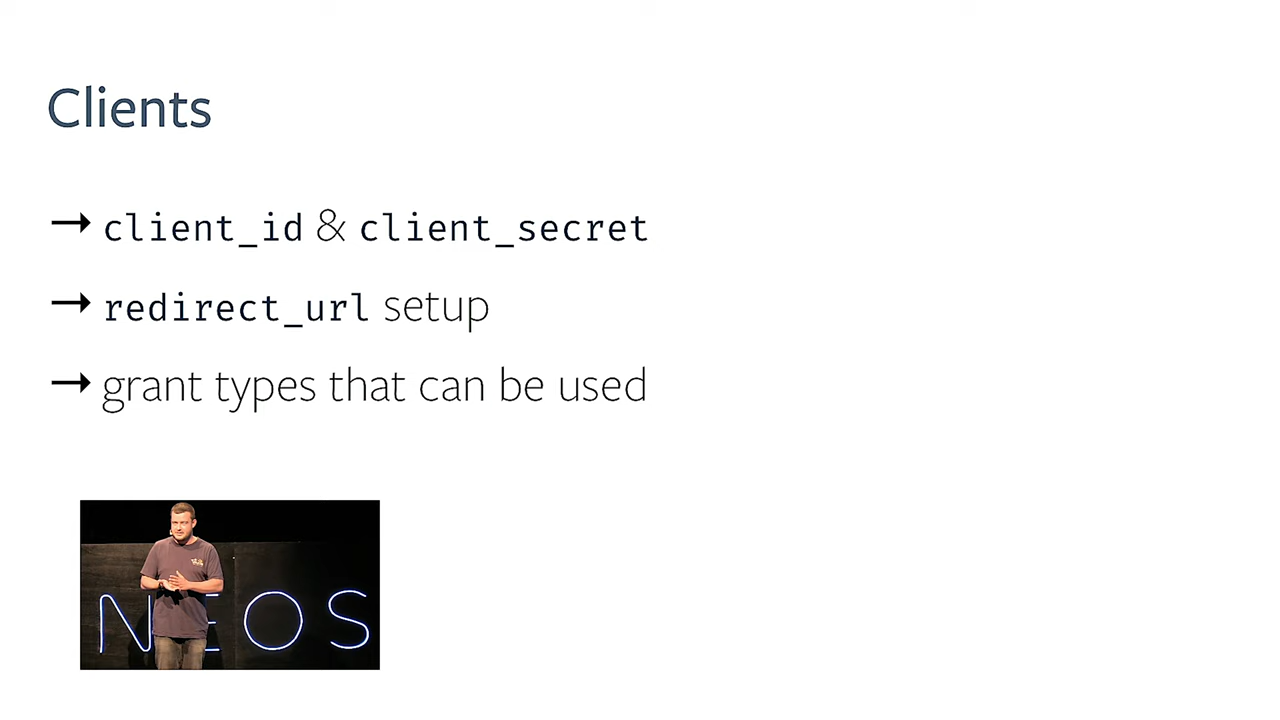 Clients
→ client_id & client_secret
→ redirect_url setup
→ grant types that can be used
NEOS